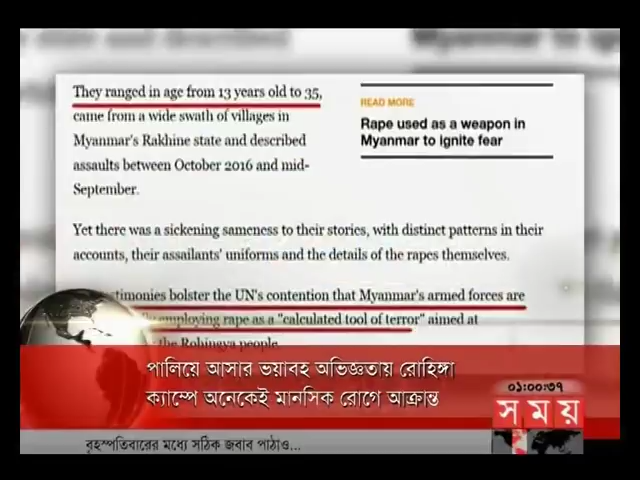 They ranged in age from 13 years old to 35,
came from a wide swath of villages in
Myanmar's Rakhine state and described
assaults between October 2016 and mid-
September.
READ MORE
Rape used as a weapon in
Myanmar to ignite fear
Yet there was a sickening sameness to their stories, with distinct patterns in their
accounts, their assailants' uniforms and the details of the rapes themselves.
timonies bolster the UN's contention that Myanmar's armed forces are
employing rape as a "calculated tool of terror" aimed at
the Rohingya people.
পালিয়ে আসার ভয়াবহ অভিজ্ঞতায় রোহিঙ্গা
ক্যাম্পে অনেকেই মানসিক রোগে আক্রান্ত
০১:০০:৩৭
সময়
বৃহস্পতিবারের মধ্যে সঠিক জবাব পাঠাও...